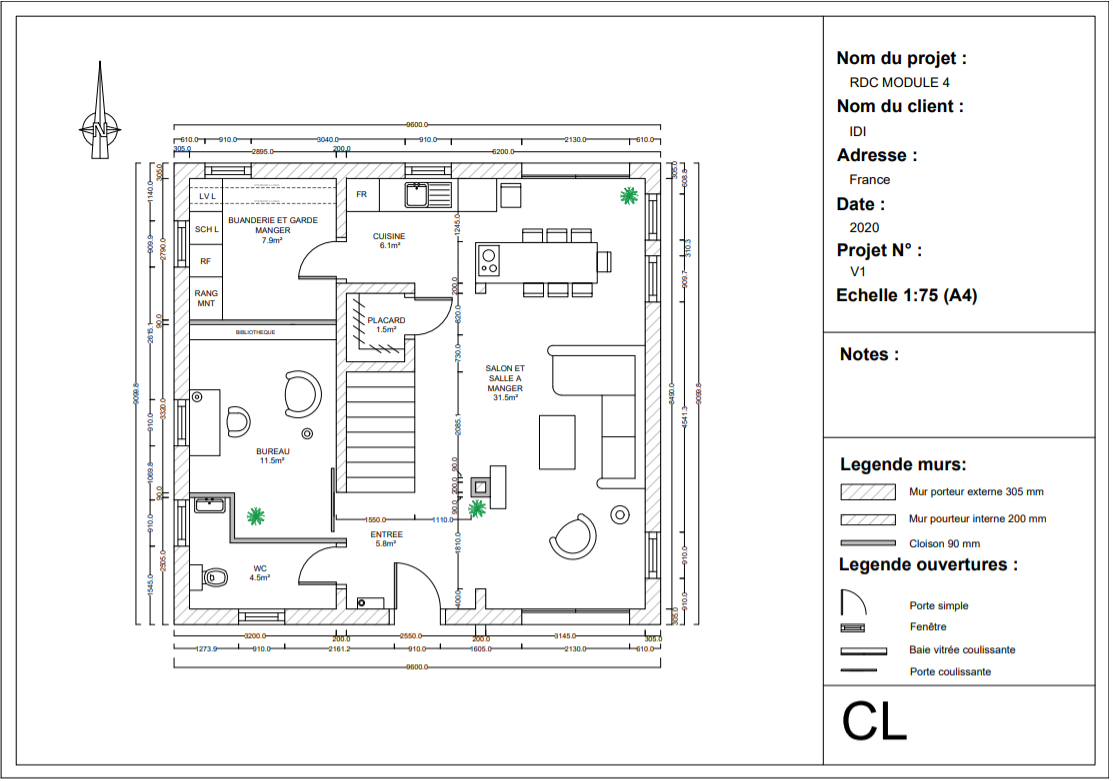 N
9600.0
610.0 910.0 3040.0 910.0 2130.0 610.0
305.0 2895.0 200.0 6200.0
LV L
SCH L
RF
RANG
MNT
BUANDERIE ET GARDE
MANGER
7.9m²
FR
CUISINE
6.1m²
PLACARD
1.5m²
BIBLIOTHEQUE
SALON ET
SALLE A
MANGER
31.5m²
BUREAU
11.5m²
ENTREE
5.8m²
WC
4.5m²
9099.8
305.0
1140.0
909.9
2790.0
90.0
2615.1
3320.0
910.0
1069.8
90.0
910.0
2505.0
1545.0
1245.0
200.0
820.0
730.0
2085.1
90.0
200.0
90.0
1810.0
400.0
1550.0 1110.0
305.0
608.8
310.3
909.7
8490.0
4541.3
9099.8
910.0
910.0
305.0
3200.0 200.0 2550.0 200.0 3145.0 305.0
1273.9 910.0 2161.2 910.0 1605.0 2130.0 610.0
9600.0
Nom du projet :
RDC MODULE 4
Nom du client :
IDI
Adresse :
France
Date :
2020
Projet N° :
V1
Echelle 1:75 (A4)
Notes :
Legende murs:
Mur porteur externe 305 mm
Mur pourteur interne 200 mm
Cloison 90 mm
Legende ouvertures :
Porte simple
Fenêtre
Baie vitrée coulissante
Porte coulissante
CL